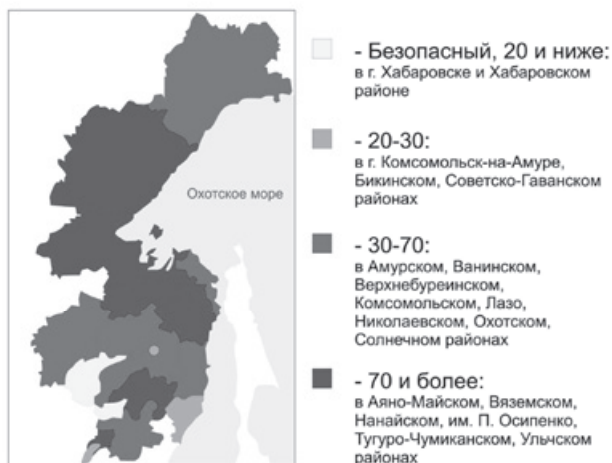 - Безопасный, 20 и ниже:
в г. Хабаровске и Хабаровском
районе
- 20-30:
в г. Комсомольск-на-Амуре,
Бикинском, Советско-Гаванском
районах
Охотское море
- 30-70:
в Амурском, Ванинском,
Верхнебуреинском,
Комсомольском, Лазо,
Николаевском, Охотском,
Солнечном районах
- 70 и более:
в Аяно-Майском, Вяземском,
Нанайском, им. П. Осипенко,
Тугуро-Чумиканском, Ульчском
районах